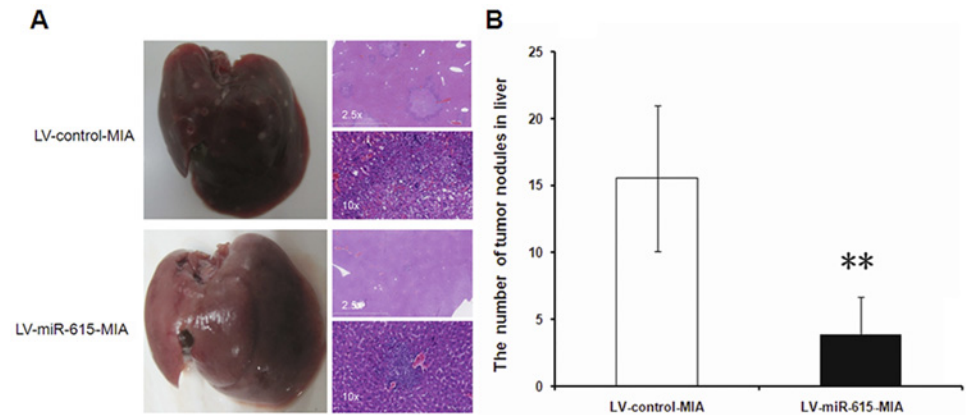 A
LV-control-MIA
2.5x
10x
LV-miR-615-MIA
2.5x
10x
B
The number of tumor nodules in liver
25
20
15
10
5
0
**
LV-control-MIA
LV-miR-615-MIA